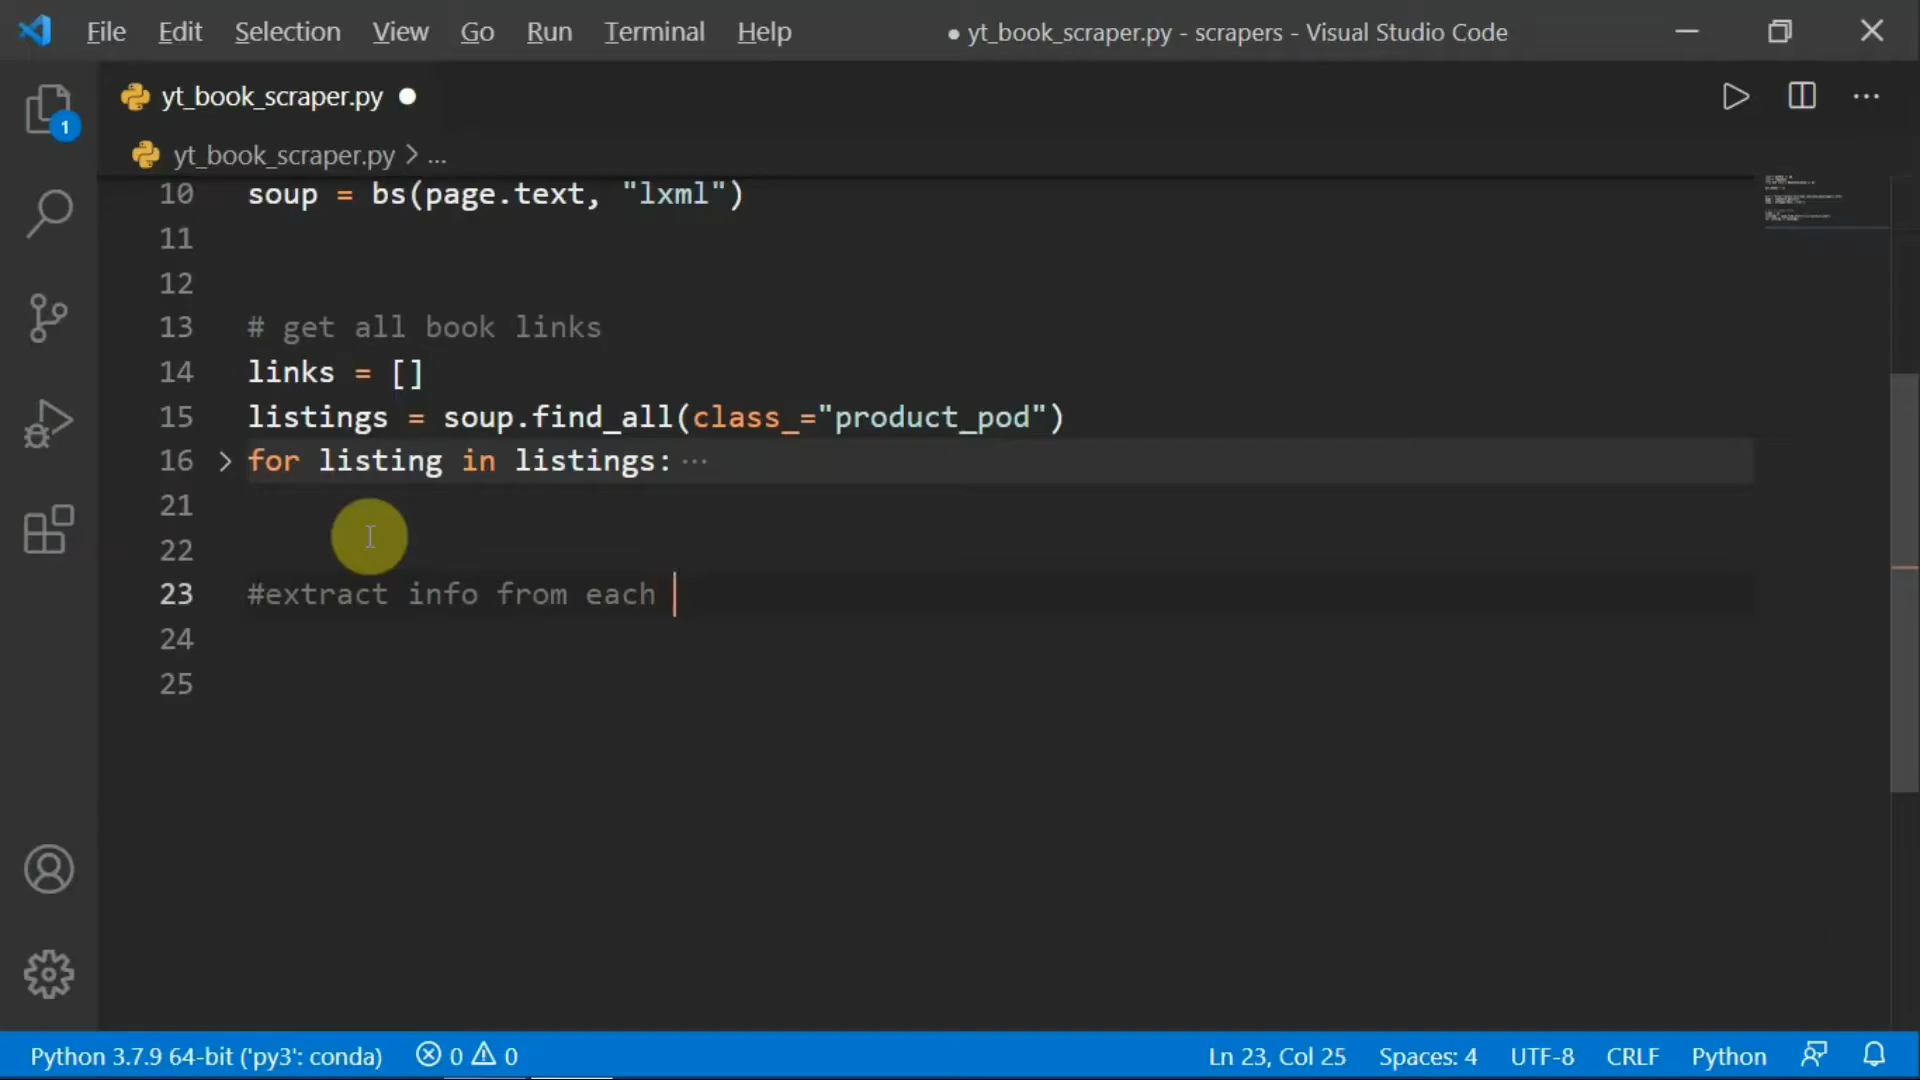 File Edit Selection View Go Run Terminal Help ● yt_book_scraper.py - scrapers - Visual Studio Code
yt_book_scraper.py ●
yt_book_scraper.py > ...
1
10 soup = bs(page.text, "lxml")
11
12
13 # get all book links
14 links = []
15 listings = soup.find_all(class_="product_pod")
16 > for listing in listings: ···
21
22
23 #extract info from each
24
25
Python 3.7.9 64-bit ('py3': conda) 0 0 Ln 23, Col 25 Spaces: 4 UTF-8 CRLF Python